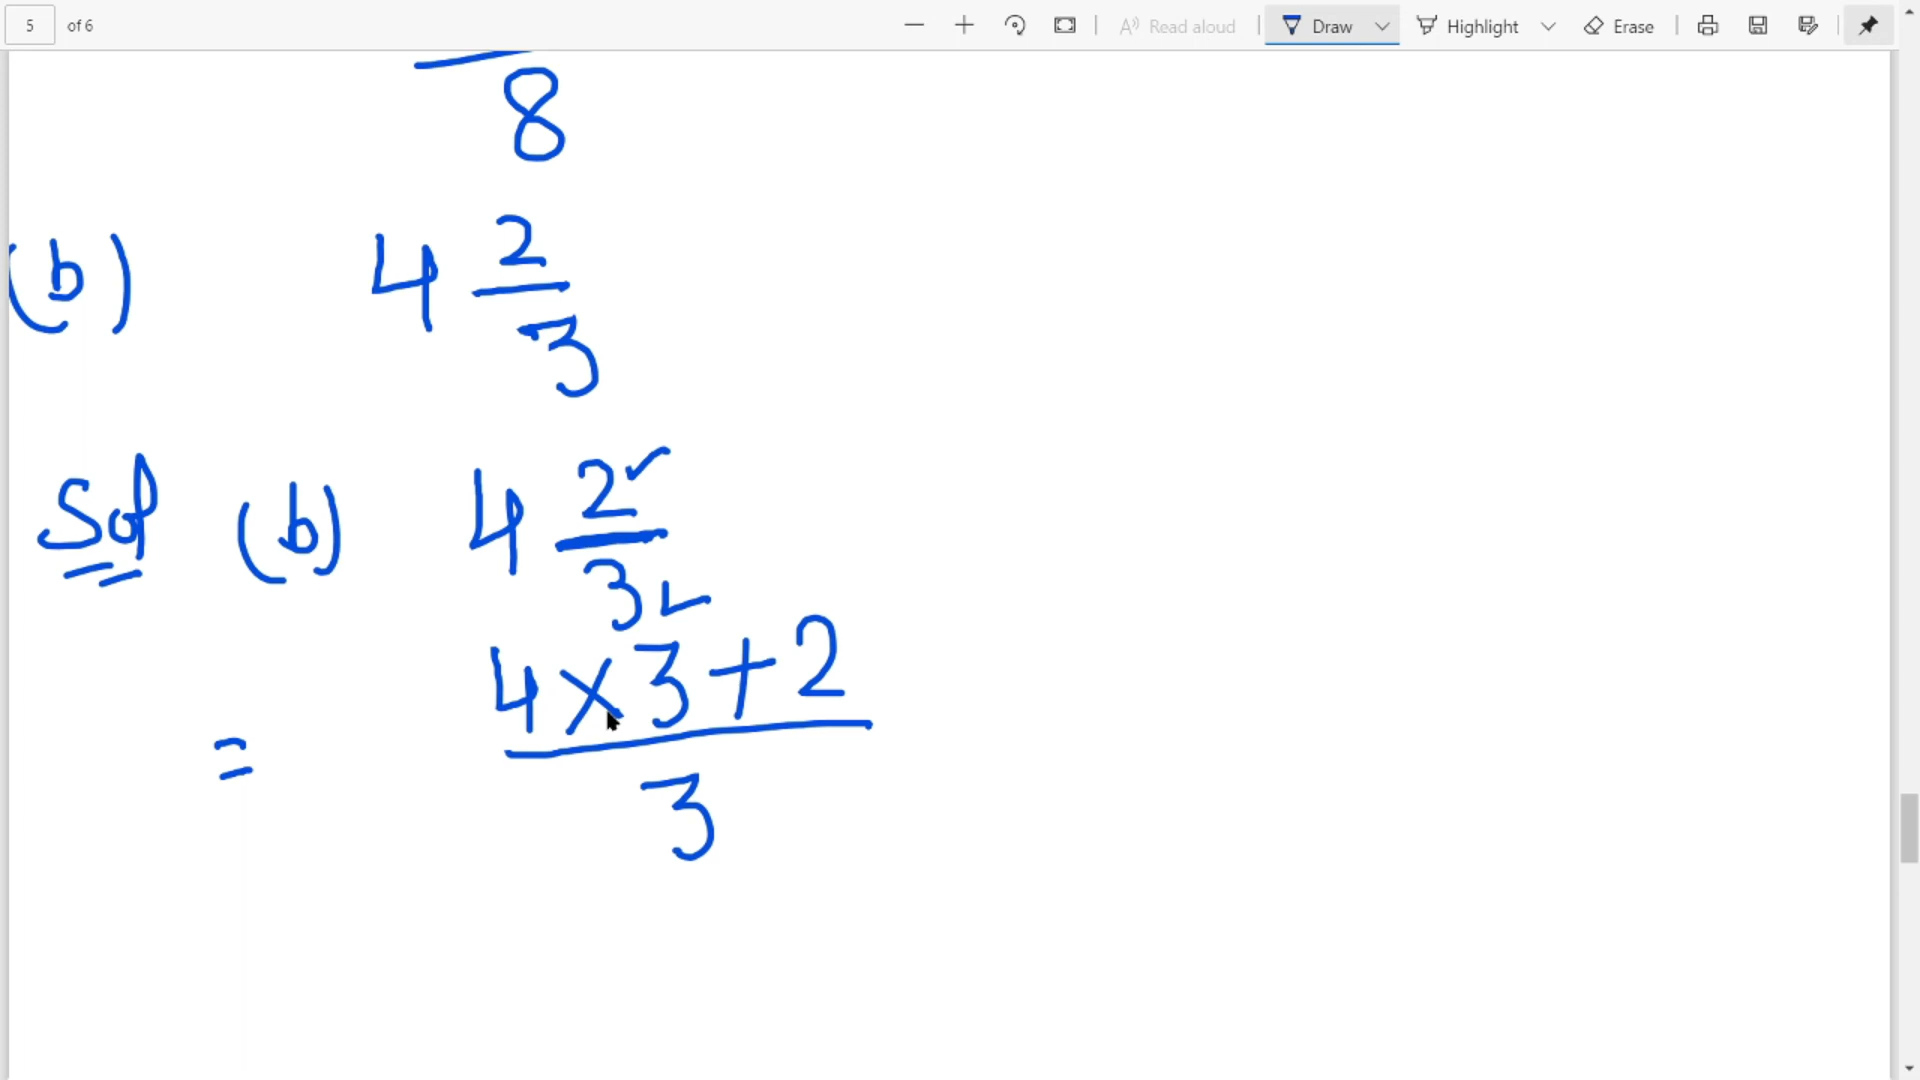 5 of 6 Read aloud Draw Highlight Erase
8
(b) 4 2/3
Sol (b) 4 2/3
= 4 × 3 + 2 / 3